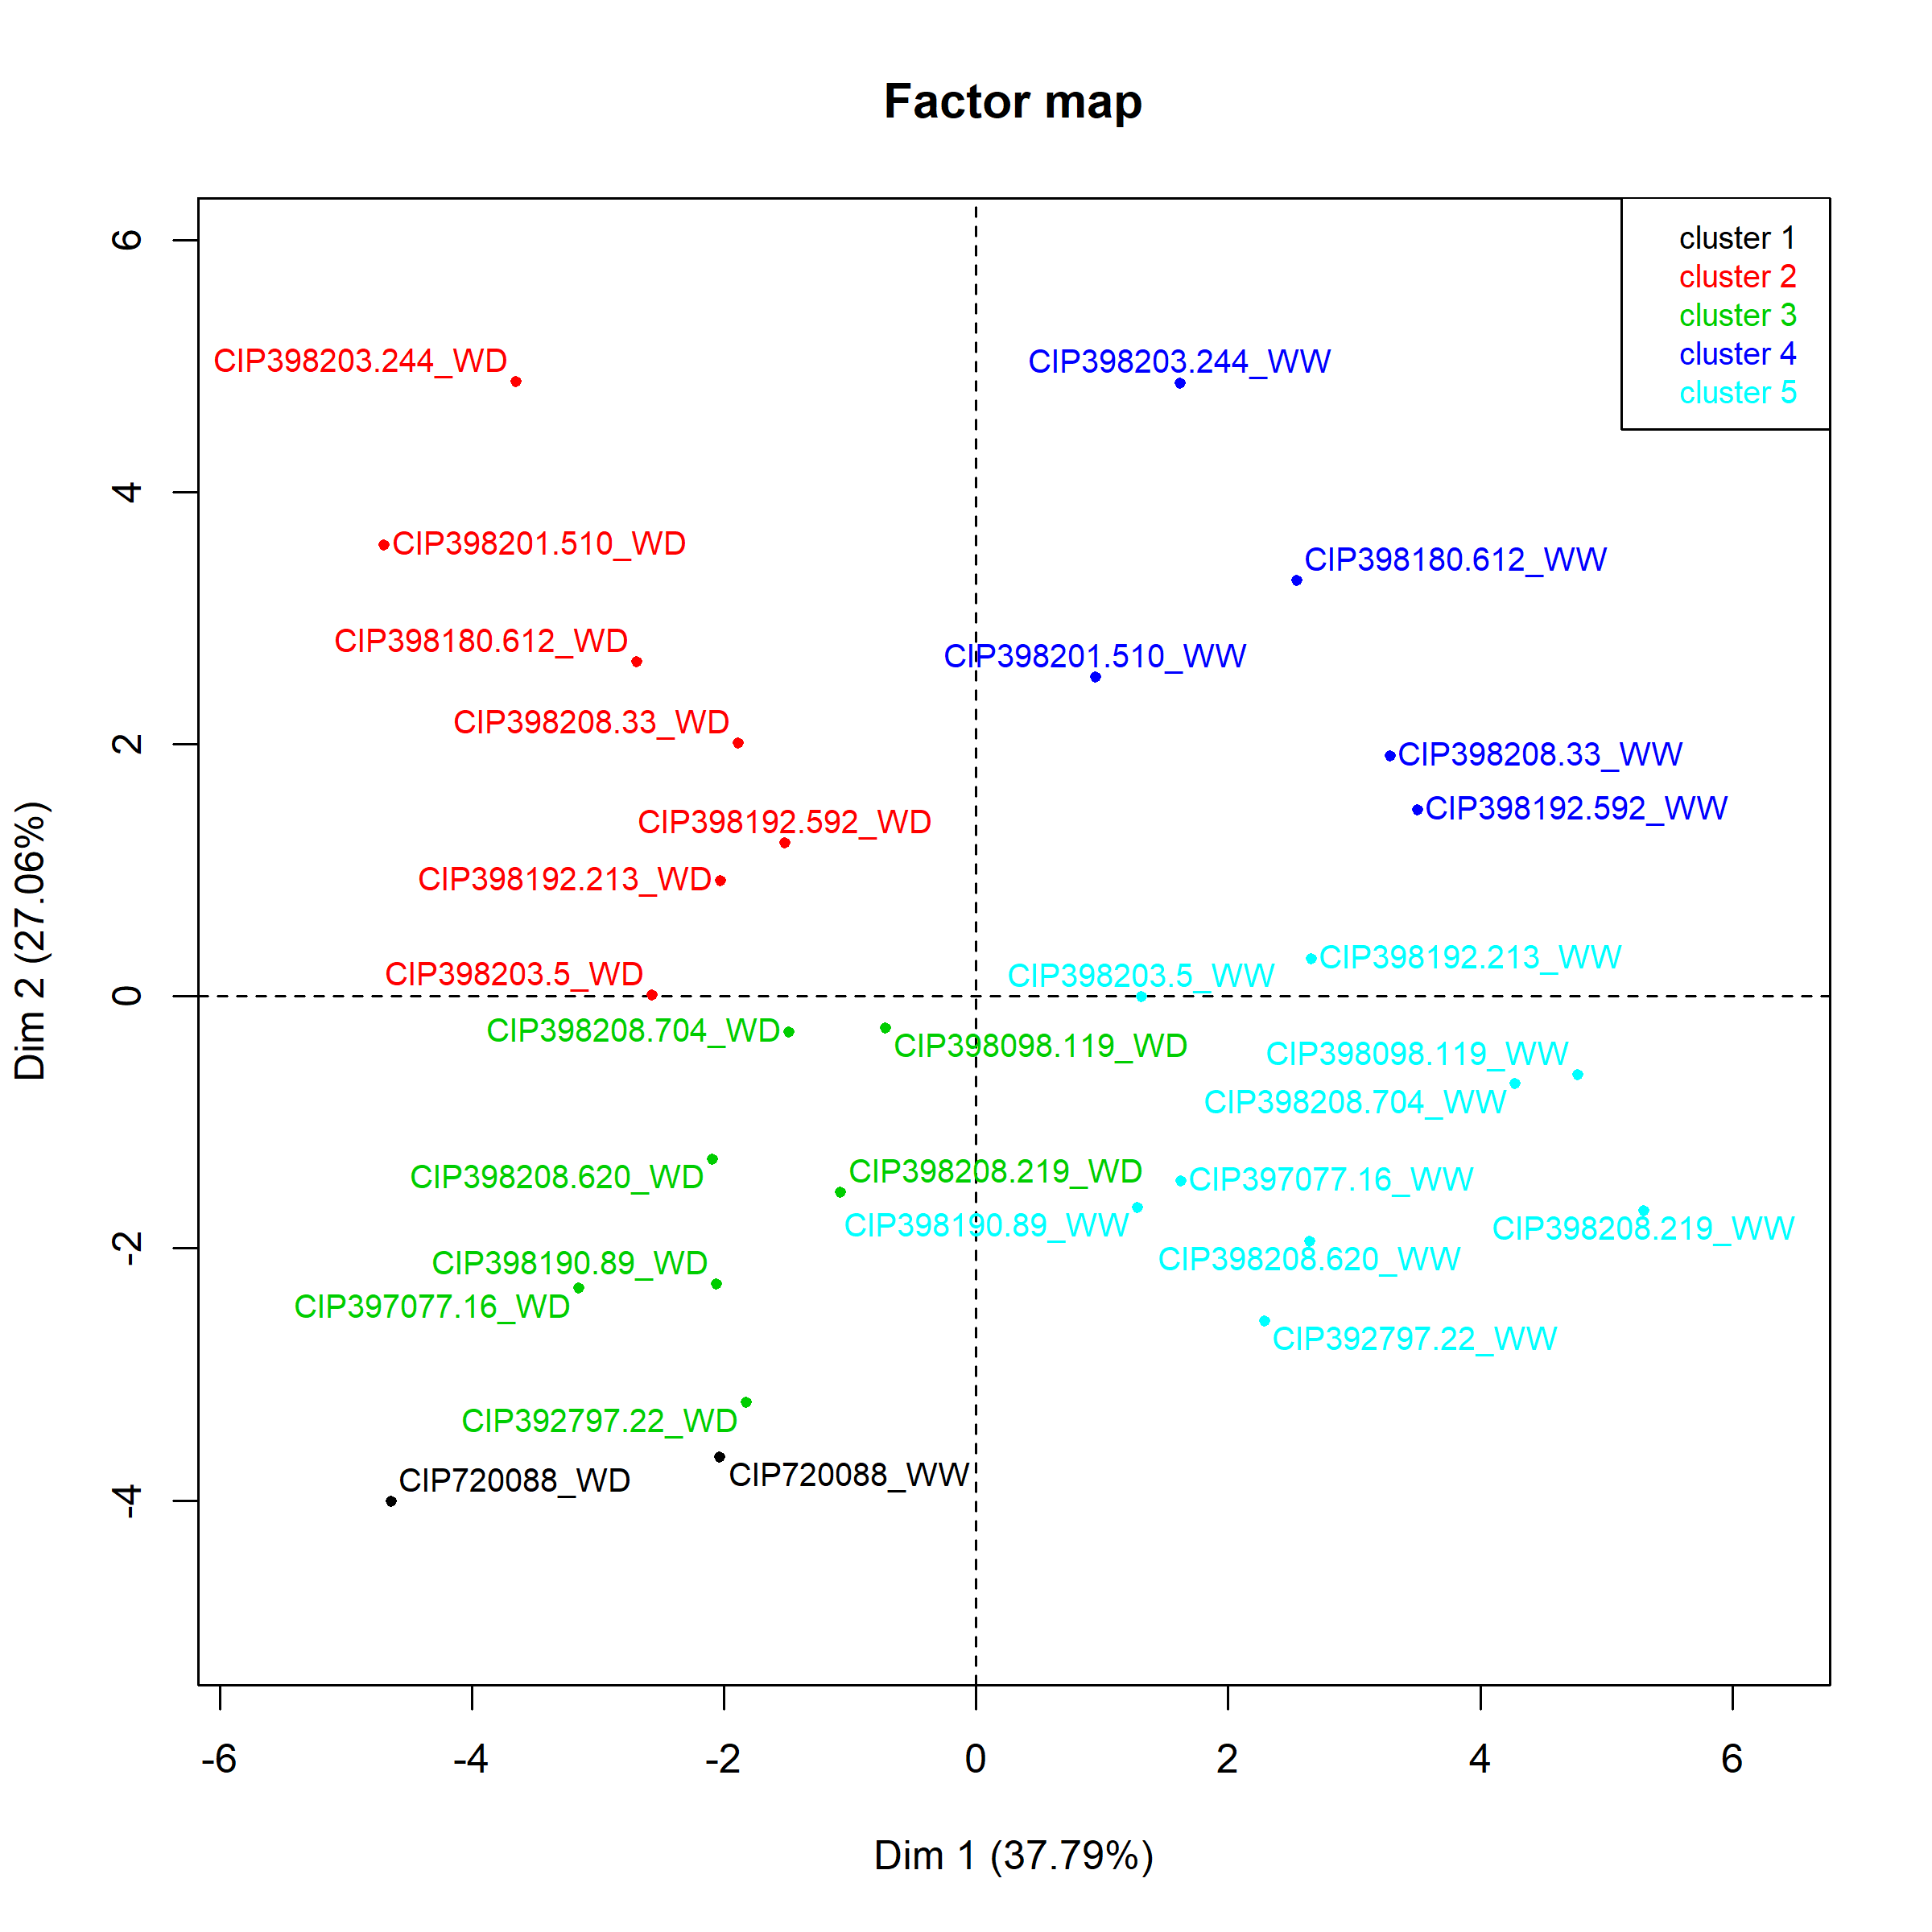 Factor map
cluster 1
cluster 2
cluster 3
cluster 4
cluster 5
6
4
2
0
-2
-4
Dim 2 (27.06%)
CIP398203.244_WD
CIP398203.244_WW
CIP398201.510_WD
CIP398180.612_WW
CIP398180.612_WD
CIP398201.510_WW
CIP398208.33_WD
CIP398208.33_WW
CIP398192.592_WW
CIP398192.592_WD
CIP398192.213_WD
CIP398192.213_WW
CIP398203.5_WD
CIP398203.5_WW
CIP398208.704_WD
CIP398098.119_WD
CIP398098.119_WW
CIP398208.704_WW
CIP398208.620_WD
CIP398208.219_WD
CIP397077.16_WW
CIP398190.89_WW
CIP398208.219_WW
CIP398190.89_WD
CIP398208.620_WW
CIP397077.16_WD
CIP392797.22_WW
CIP392797.22_WD
CIP720088_WD
CIP720088_WW
-6
-4
-2
0
2
4
6
Dim 1 (37.79%)